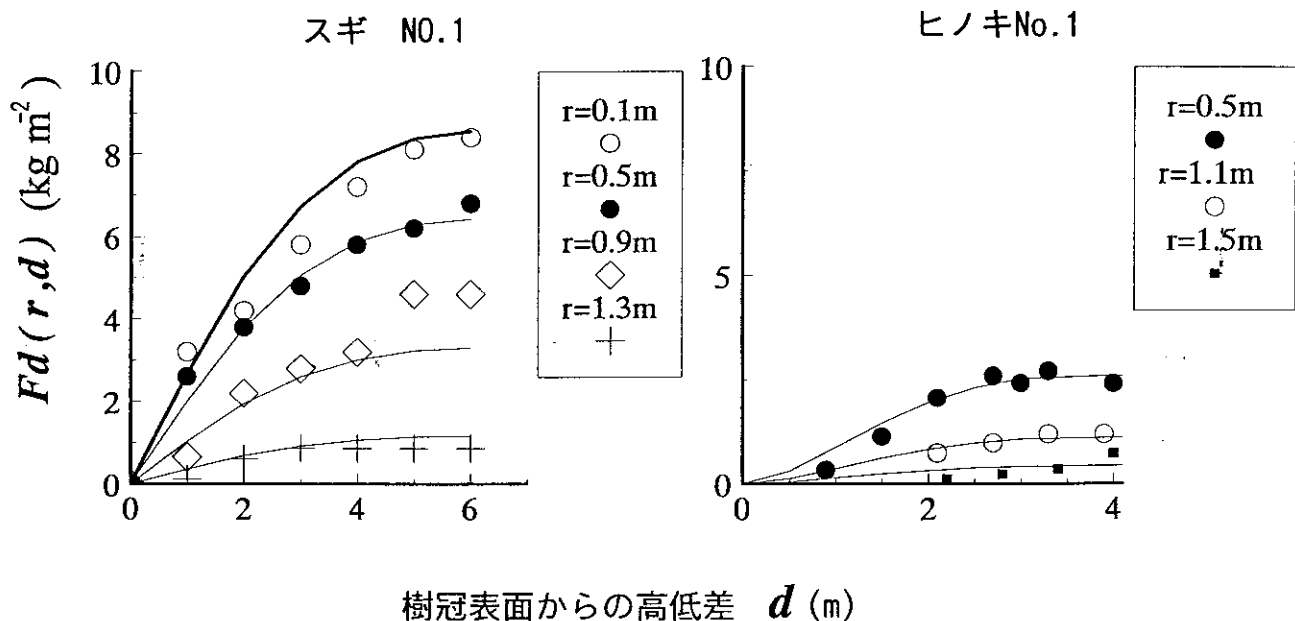 スギ NO.1
ヒノキNo.1
Fd(r,d) (kg m⁻²)
10
8
6
4
2
0
0
2
4
6
r=0.1m
r=0.5m
r=0.9m
r=1.3m
10
5
0
0
2
4
r=0.5m
r=1.1m
r=1.5m
樹冠表面からの高低差 d (m)